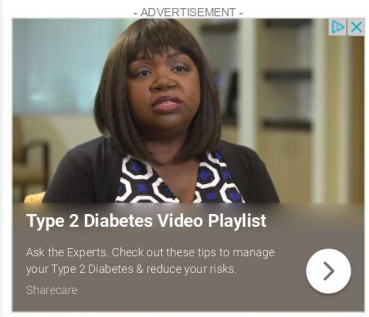 - ADVERTISEMENT -
Type 2 Diabetes Video Playlist
Ask the Experts. Check out these tips to manage
your Type 2 Diabetes & reduce your risks.
Sharecare